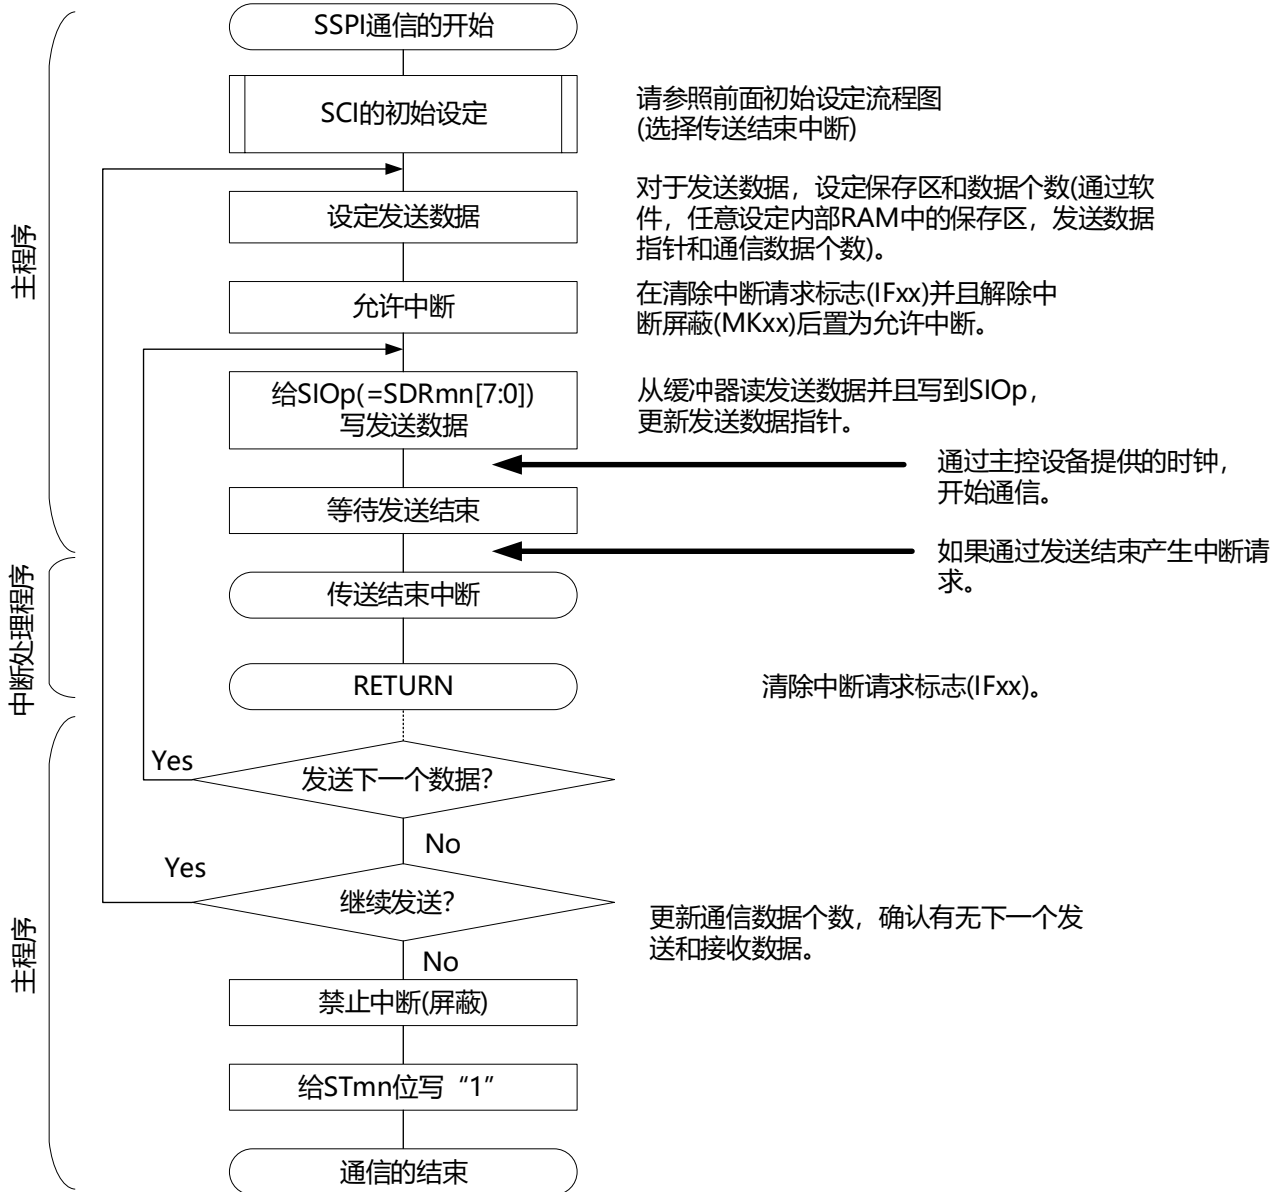 SSPI通信的开始
SCI的初始设定
请参照前面初始设定流程图
(选择传送结束中断)
设定发送数据
对于发送数据，设定保存区和数据个数(通过软
件，任意设定内部RAM中的保存区，发送数据
指针和通信数据个数)。
主程序
允许中断
在清除中断请求标志(IFxx)并且解除中
断屏蔽(MKxx)后置为允许中断。
给SIOp(=SDRmn[7:0])
写发送数据
从缓冲器读发送数据并且写到SIOp，
更新发送数据指针。
通过主控设备提供的时钟，
开始通信。
等待发送结束
如果通过发送结束产生中断请
求。
传送结束中断
中断处理程序
RETURN
清除中断请求标志(IFxx)。
Yes
发送下一个数据？
No
Yes
继续发送？
更新通信数据个数，确认有无下一个发
送和接收数据。
No
主程序
禁止中断(屏蔽)
给STmn位写“1”
通信的结束